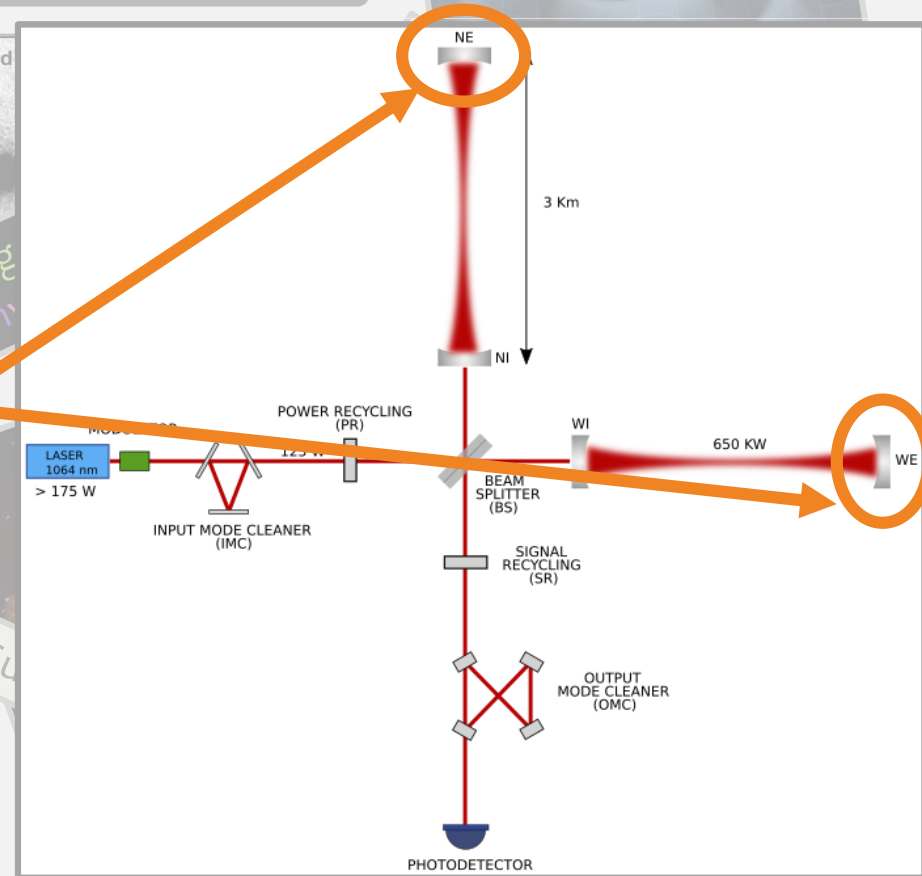 NE
3 Km
NI
POWER RECYCLING
(PR)
WI
650 KW
WE
LASER
1064 nm
> 175 W
BEAM
SPLITTER
(BS)
INPUT MODE CLEANER
(IMC)
SIGNAL
RECYCLING
(SR)
OUTPUT
MODE CLEANER
(OMC)
PHOTODETECTOR